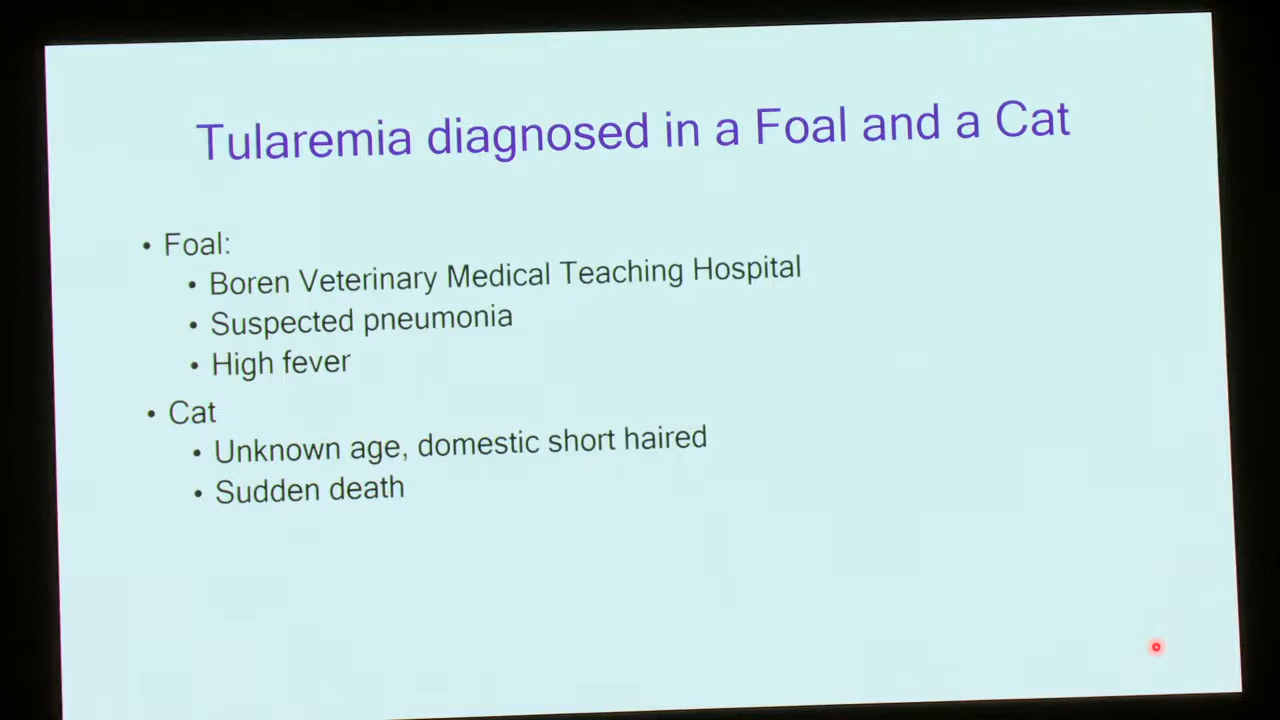 Tularemia diagnosed in a Foal and a Cat
• Foal:
• Boren Veterinary Medical Teaching Hospital
• Suspected pneumonia
• High fever
• Cat
• Unknown age, domestic short haired
• Sudden death